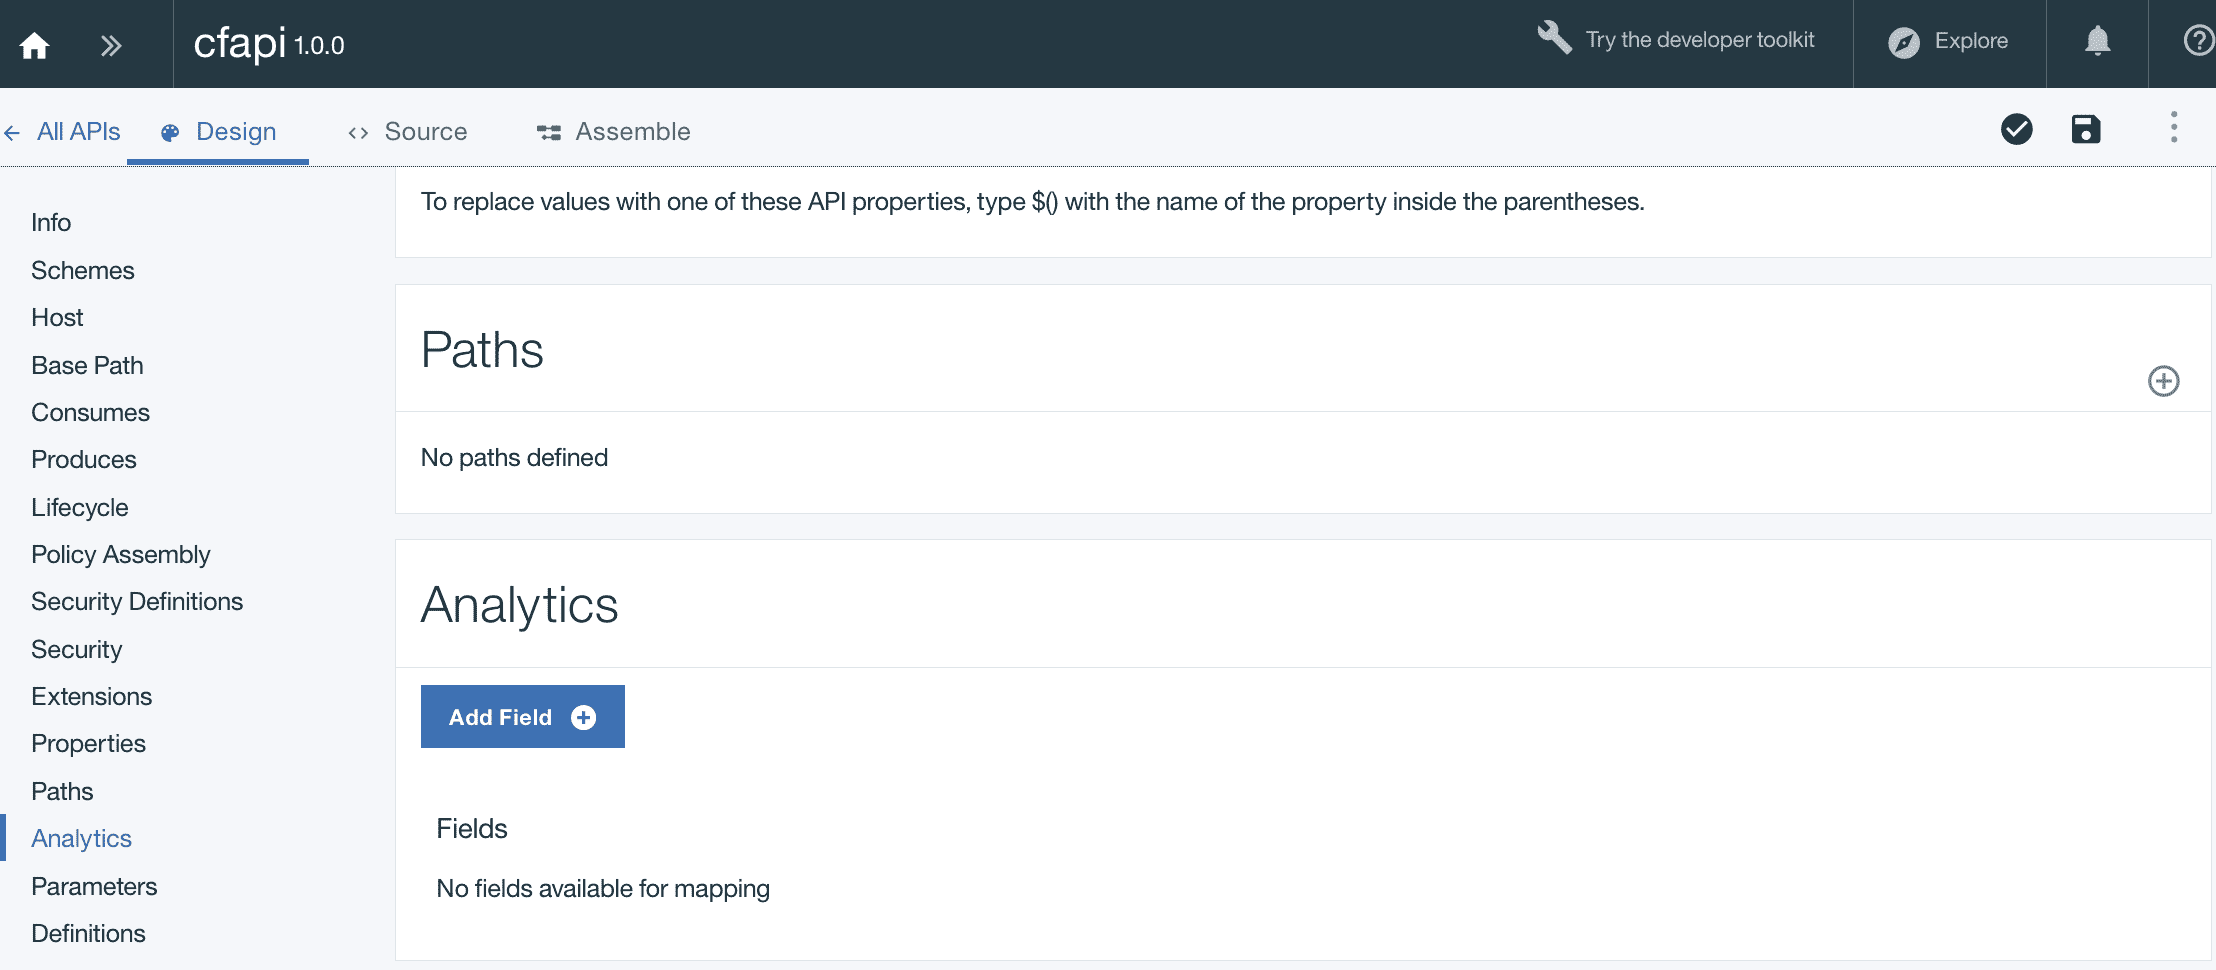 cfapi 1.0.0
Try the developer toolkit
Explore
All APIs
Design
Source
Assemble
Info
Schemes
Host
Base Path
Consumes
Produces
Lifecycle
Policy Assembly
Security Definitions
Security
Extensions
Properties
Paths
Analytics
Parameters
Definitions
To replace values with one of these API properties, type $() with the name of the property inside the parentheses.
Paths
No paths defined
Analytics
Add Field
Fields
No fields available for mapping